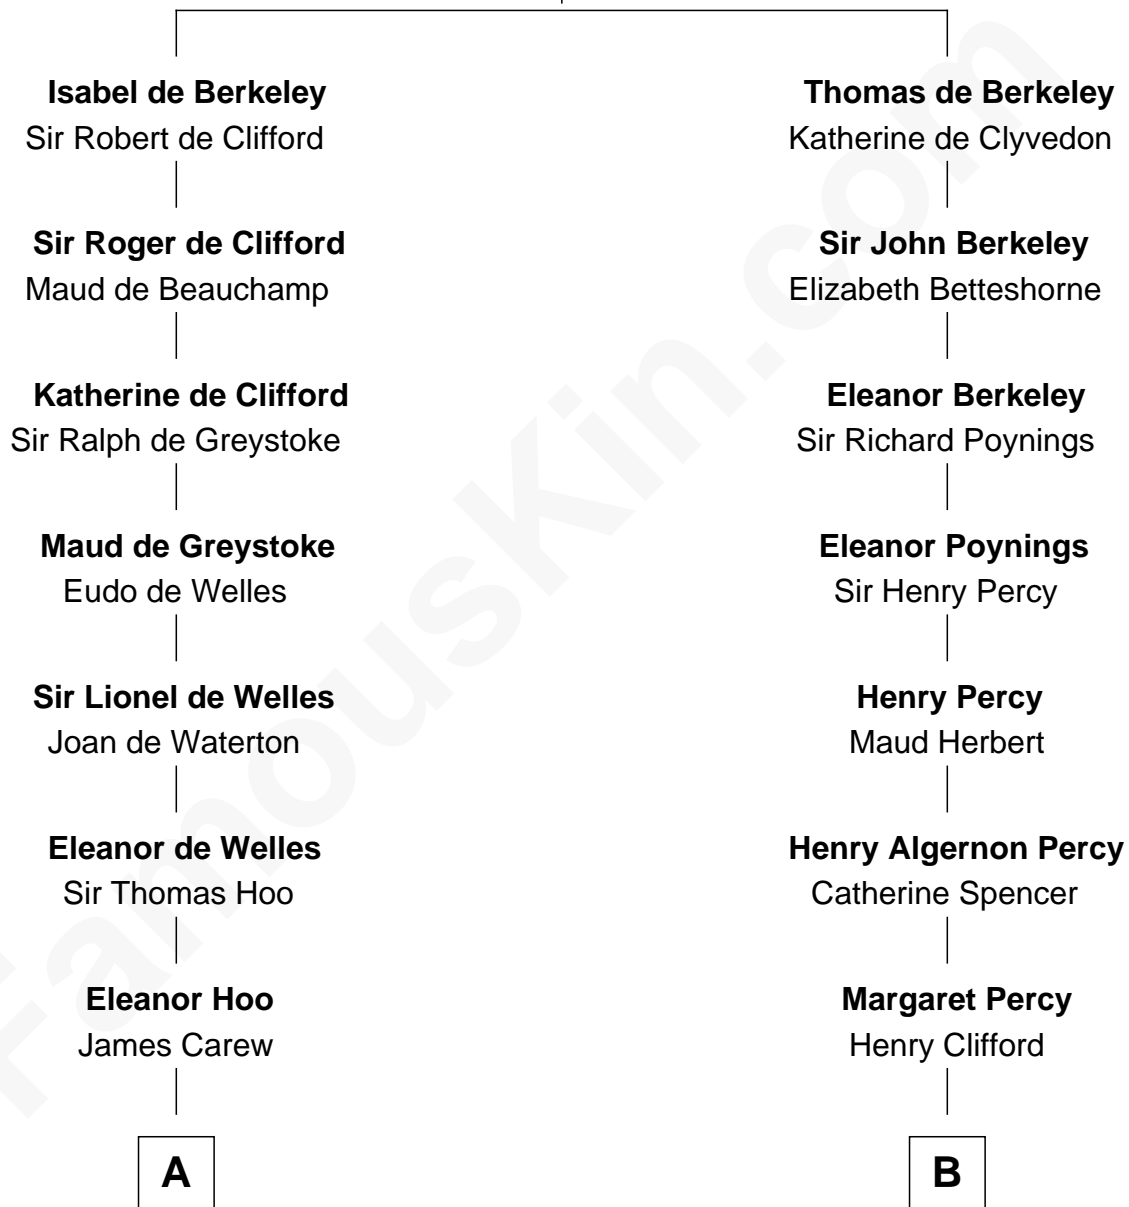 Isabel de Berkeley
Sir Robert de Clifford
Sir Roger de Clifford
Maud de Beauchamp
Katherine de Clifford
Sir Ralph de Greystoke
Maud de Greystoke
Eudo de Welles
Sir Lionel de Welles
Joan de Waterton
Eleanor de Welles
Sir Thomas Hoo
Eleanor Hoo
James Carew
A
Thomas de Berkeley
Katherine de Clyvedon
Sir John Berkeley
Elizabeth Betteshorne
Eleanor Berkeley
Sir Richard Poynings
Eleanor Poynings
Sir Henry Percy
Henry Percy
Maud Herbert
Henry Algernon Percy
Catherine Spencer
Margaret Percy
Henry Clifford
B
FamousKin.com